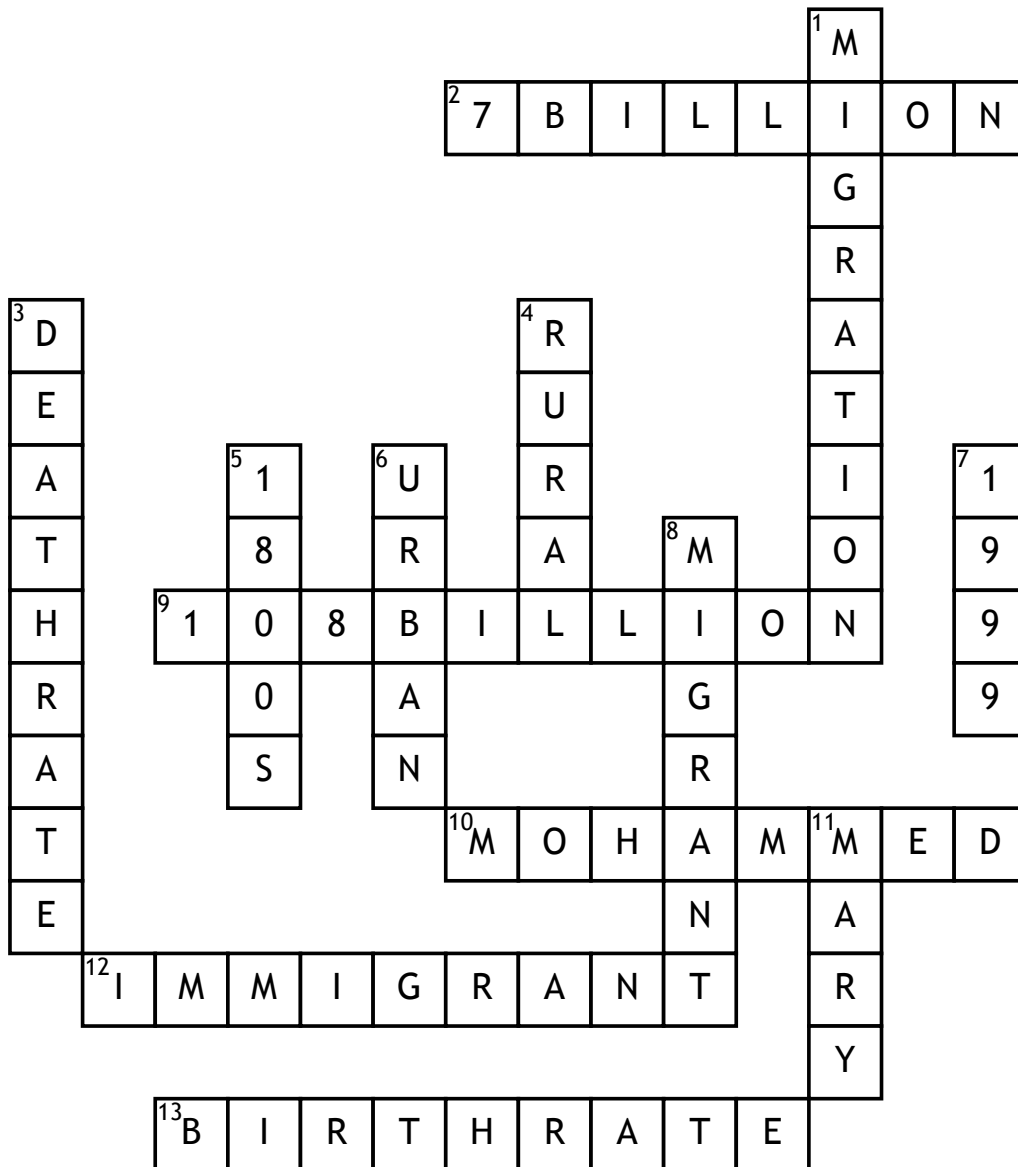 1 M
2 7 B I L L I O N
G
R
3 D 4 R A
E U T
A 5 1 6 U R I 7 1
T 8 R A 8 M O 9
H 9 1 0 8 B I L L I O N 9
R 0 A G 9
A S N R
T 10 M O H A M 11 M E D
E N A
12 I M M I G R A N T R
Y
13 B I R T H R A T E